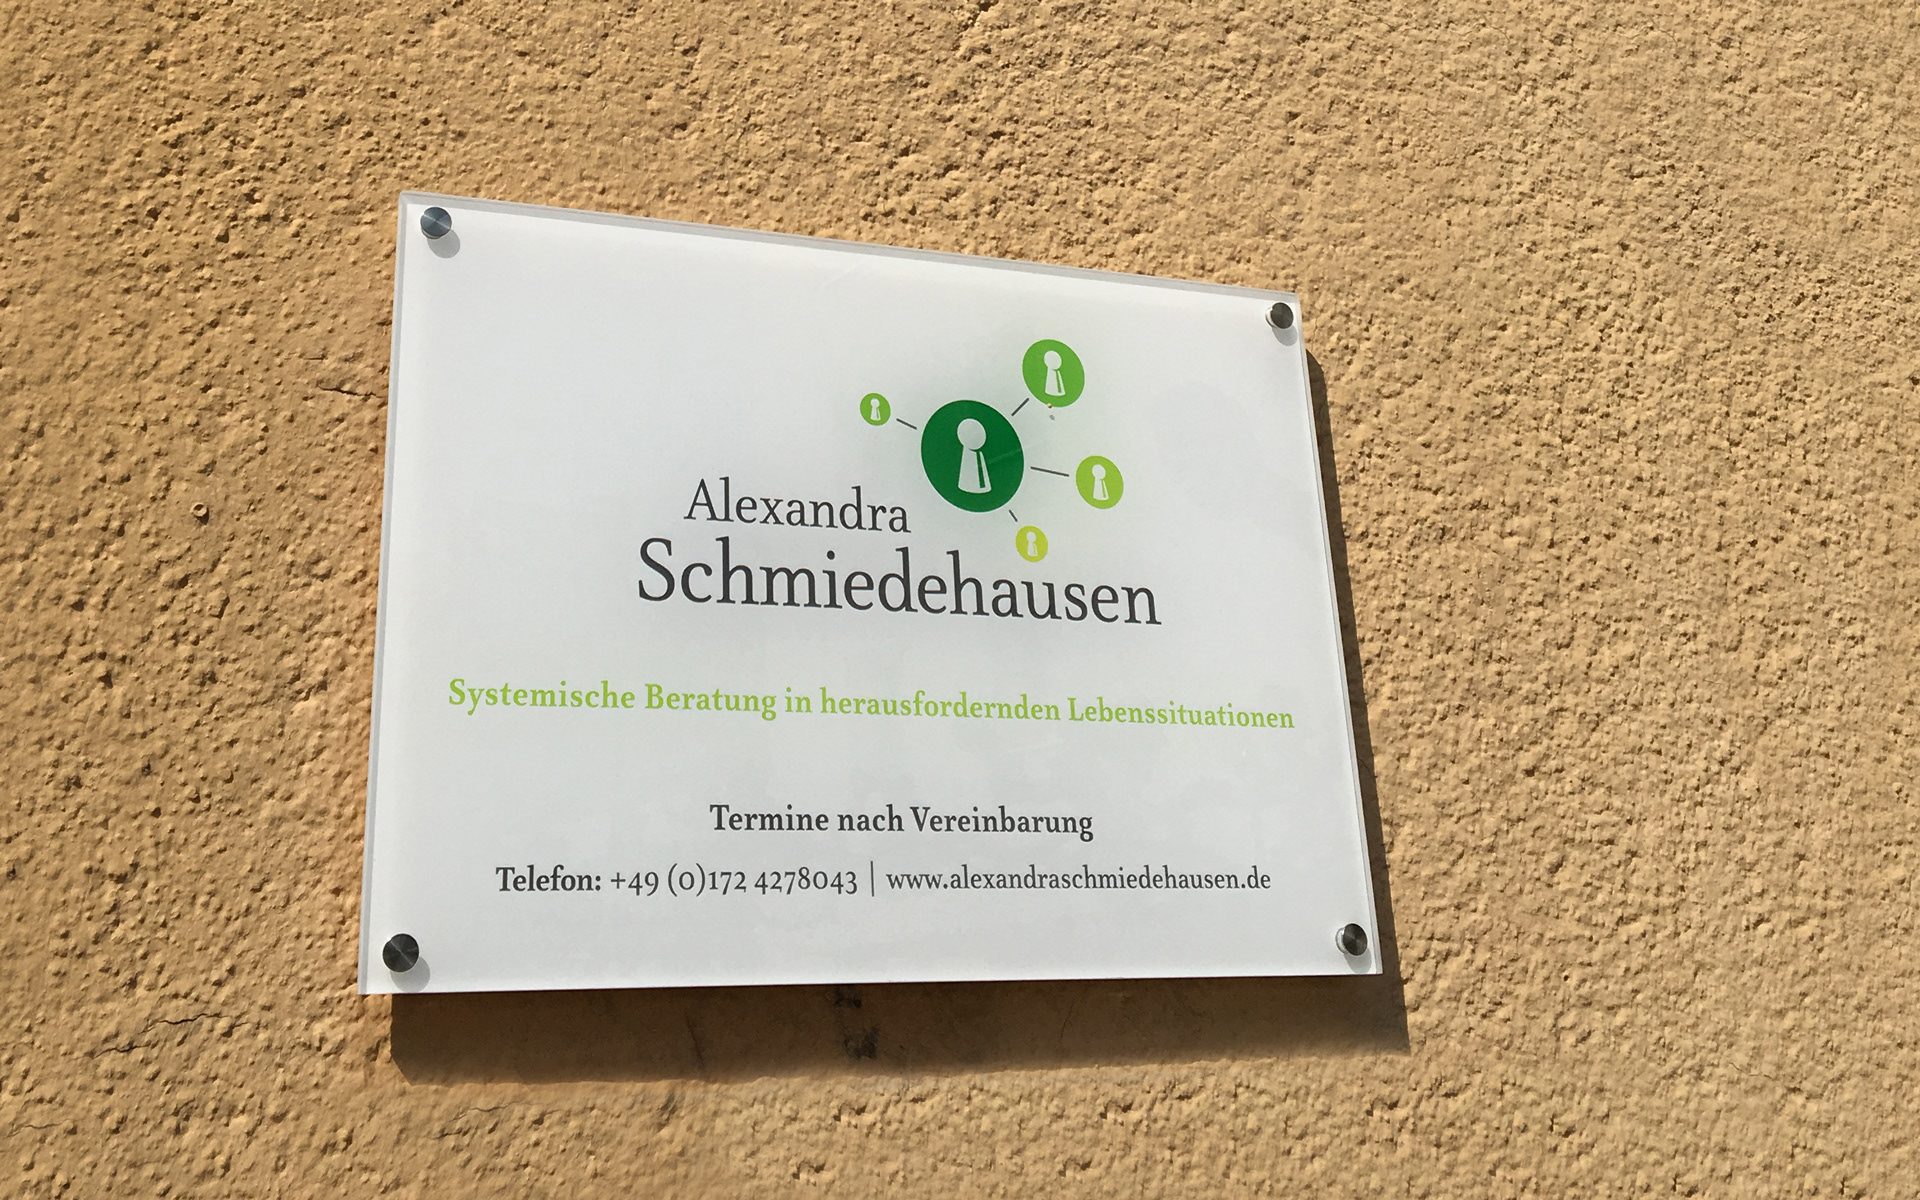 Alexandra
Schmiedehausen
Systemische Beratung in herausfordernden Lebenssituationen
Termine nach Vereinbarung
Telefon: +49 (0)172 4278043 | www.alexandraschmiedehausen.de